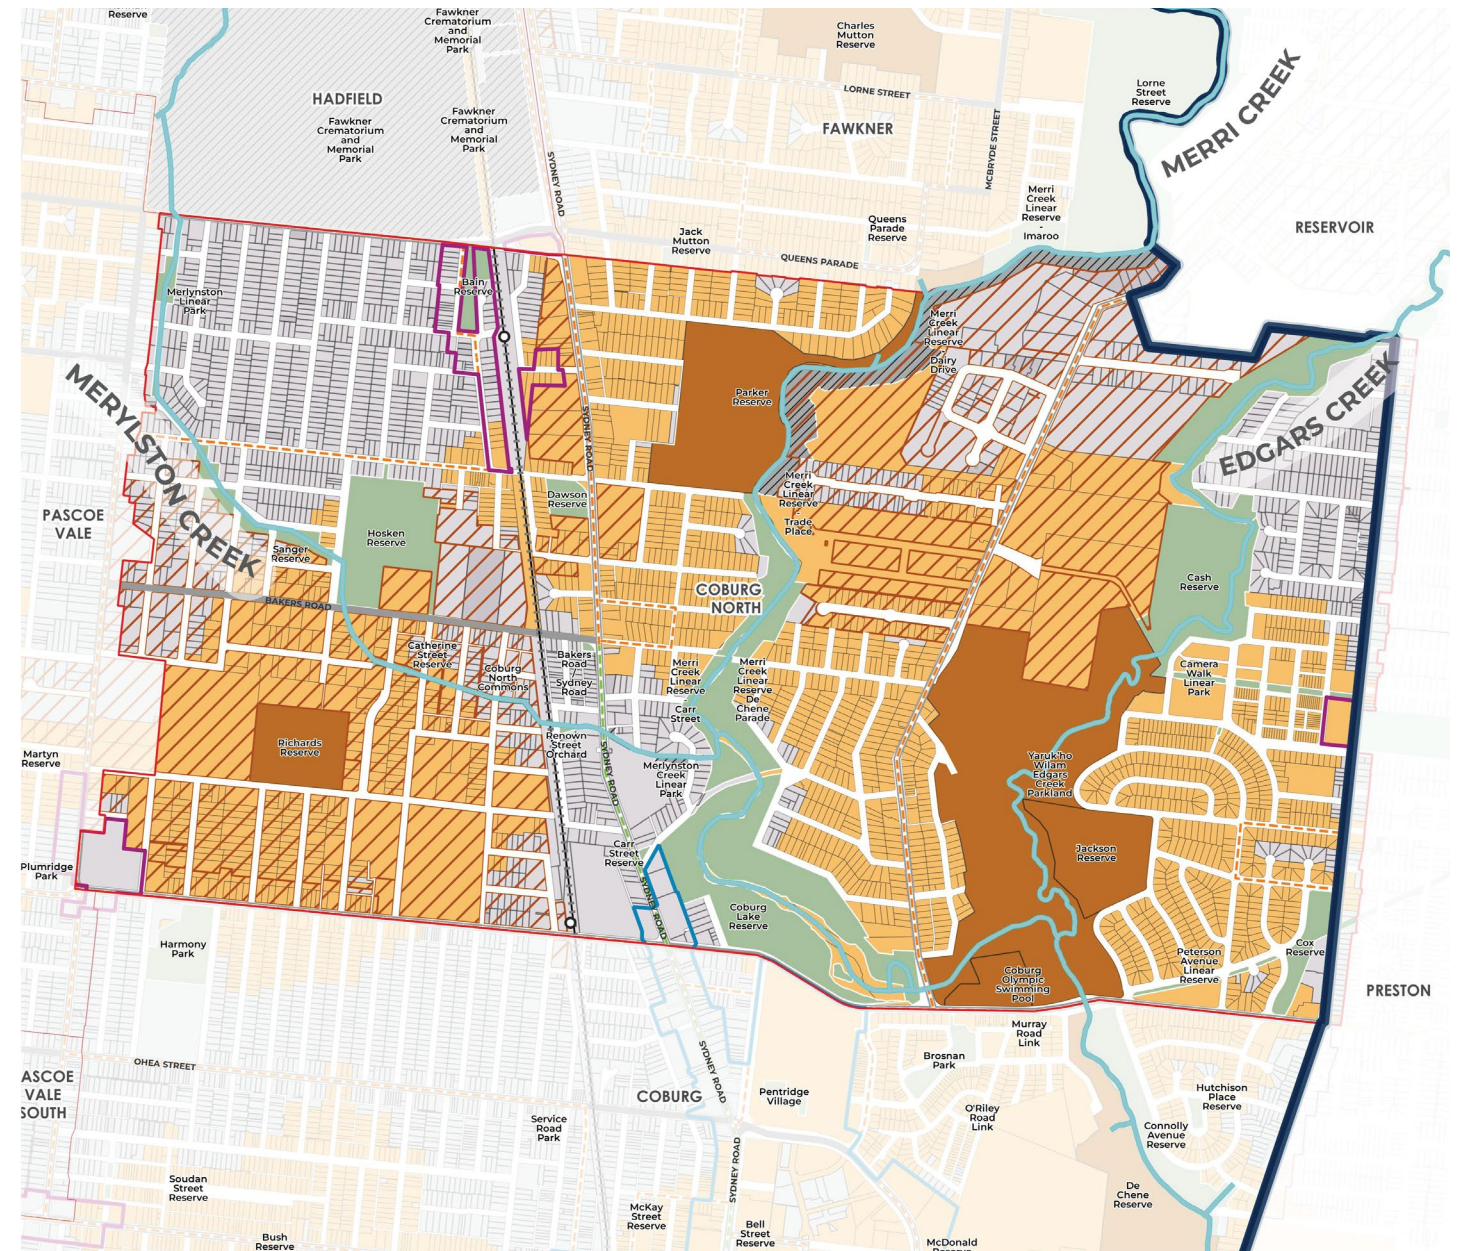 Reserve
Fawkner
Crematorium
and
Memorial
Park
Charles
Mutton
Reserve
HADFIELD
Fawkner
Crematorium
and
Memorial
Park
Fawkner
Crematorium
and
Memorial
Park
LORNE STREET
FAWKNER
Lorne
Street
Reserve
MERRI CREEK
MCBRYDE STREET
SYDNEY ROAD
Merri
Creek
Linear
Reserve
-
Imaroo
Jack
Mutton
Reserve
Queens
Parade
Reserve
QUEENS PARADE
RESERVOIR
Merlynston
Linear
Park
Bain
Reserve
Merri
Creek
Linear
Reserve
-
Dairy
Drive
Parker
Reserve
MERYLSTON CREEK
EDGARS CREEK
SYDNEY ROAD
PASCOE
VALE
Hosken
Reserve
Dawson
Reserve
Merri
Creek
Linear
Reserve
-
Trade
Place
Sanger
Reserve
BAKERS ROAD
COBURG
NORTH
Cash
Reserve
Catherine
Street
Reserve
Coburg
North
Commons
Bakers
Road
-
Sydney
Road
Merri
Creek
Linear
Reserve
-
Carr
Street
Merri
Creek
Linear
Reserve
De
Chene
Parade
Camera
Walk
Linear
Park
Martyn
Reserve
Richards
Reserve
Renown
Street
Orchard
SYDNEY ROAD
Merlynston
Creek
Linear
Park
Yaruk'ho
Wilam
Edgars
Creek
Parkland
Plumridge
Park
Carr
Street
Reserve
SYDNEY ROAD
Jackson
Reserve
Harmony
Park
Coburg
Lake
Reserve
Coburg
Olympic
Swimming
Pool
Peterson
Avenue
Linear
Reserve
Cox
Reserve
PRESTON
Murray
Road
Link
Brosnan
Park
OHEA STREET
SYDNEY ROAD
ASCOE
VALE
SOUTH
COBURG
Pentridge
Village
Hutchison
Place
Reserve
Service
Road
Park
O'Riley
Road
Link
Connolly
Avenue
Reserve
SYDNEY ROAD
Soudan
Street
Reserve
McKay
Street
Reserve
Bell
Street
Reserve
De
Chene
Reserve
Bush
Reserve
McDonald
Reserve